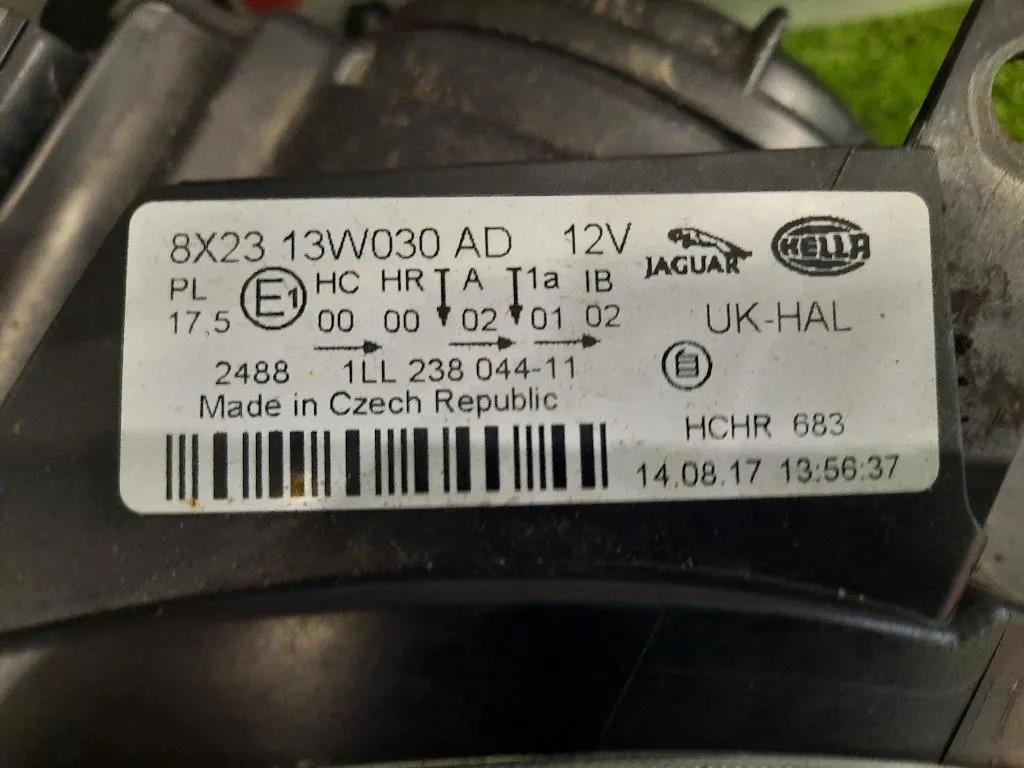 8X23 13W030 AD 12V JAGUAR HELLA
PL E1 HC HR A 1a IB
17,5 00 00 02 01 02 UK-HAL
2488 1LL 238 044-11
Made in Czech Republic
HCHR 683
14.08.17 13:56:37